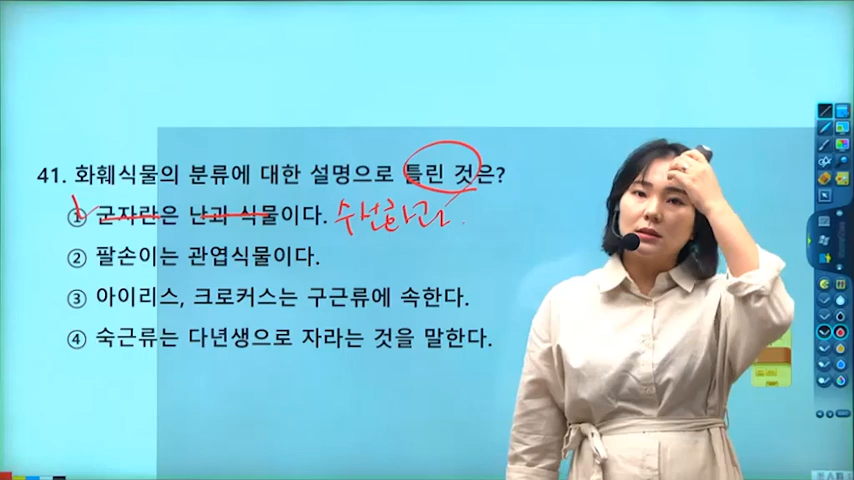 41. 화훼식물의 분류에 대한 설명으로 틀린 것은?
① 군자란은 난과 식물이다. 수선화과.
② 팔손이는 관엽식물이다.
③ 아이리스, 크로커스는 구근류에 속한다.
④ 숙근류는 다년생으로 자라는 것을 말한다.